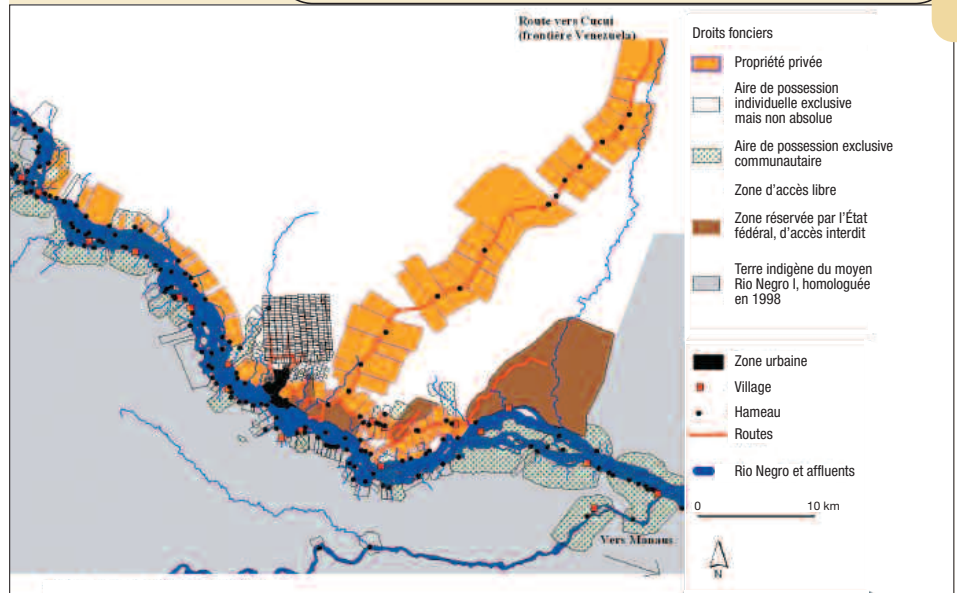 Route vers Cucui
(frontière Venezuela)
Vers Manaus
Droits fonciers
Propriété privée
Aire de possession
individuelle exclusive
mais non absolue
Aire de possession exclusive
communautaire
Zone d'accès libre
Zone réservée par l'État
fédéral, d'accès interdit
Terre indigène du moyen
Rio Negro I, homologuée
en 1998
Zone urbaine
Village
Hameau
Routes
Rio Negro et affluents
0 10 km
N